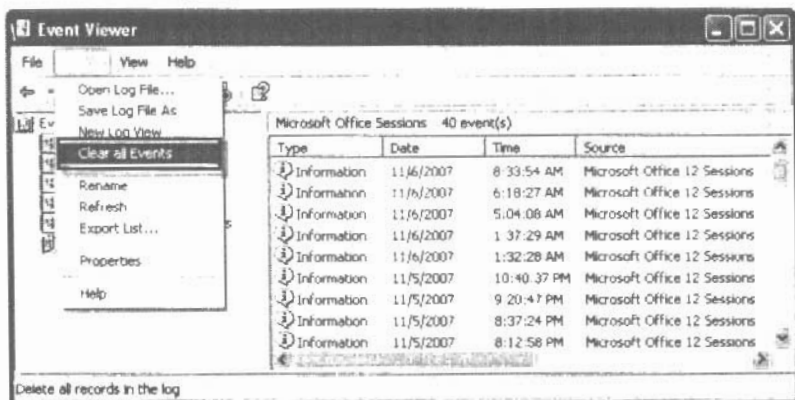 Event Viewer
File View Help
Open Log File...
Save Log File As
New Log View
Clear all Events
Rename
Refresh
Export List...
Properties
Help
Microsoft Office Sessions 40 event(s)
Type Date Time Source
Information 11/6/2007 8:33:54 AM Microsoft Office 12 Sessions
Information 11/6/2007 6:18:27 AM Microsoft Office 12 Sessions
Information 11/6/2007 5:04:08 AM Microsoft Office 12 Sessions
Information 11/6/2007 1 37:29 AM Microsoft Office 12 Sessions
Information 11/6/2007 1:32:28 AM Microsoft Office 12 Sessions
Information 11/5/2007 10:40.37 PM Microsoft Office 12 Sessions
Information 11/5/2007 9 20:47 PM Microsoft Office 12 Sessions
Information 11/5/2007 8:37:24 PM Microsoft Office 12 Sessions
Information 11/5/2007 8:12:58 PM Microsoft Office 12 Sessions
Delete all records in the log